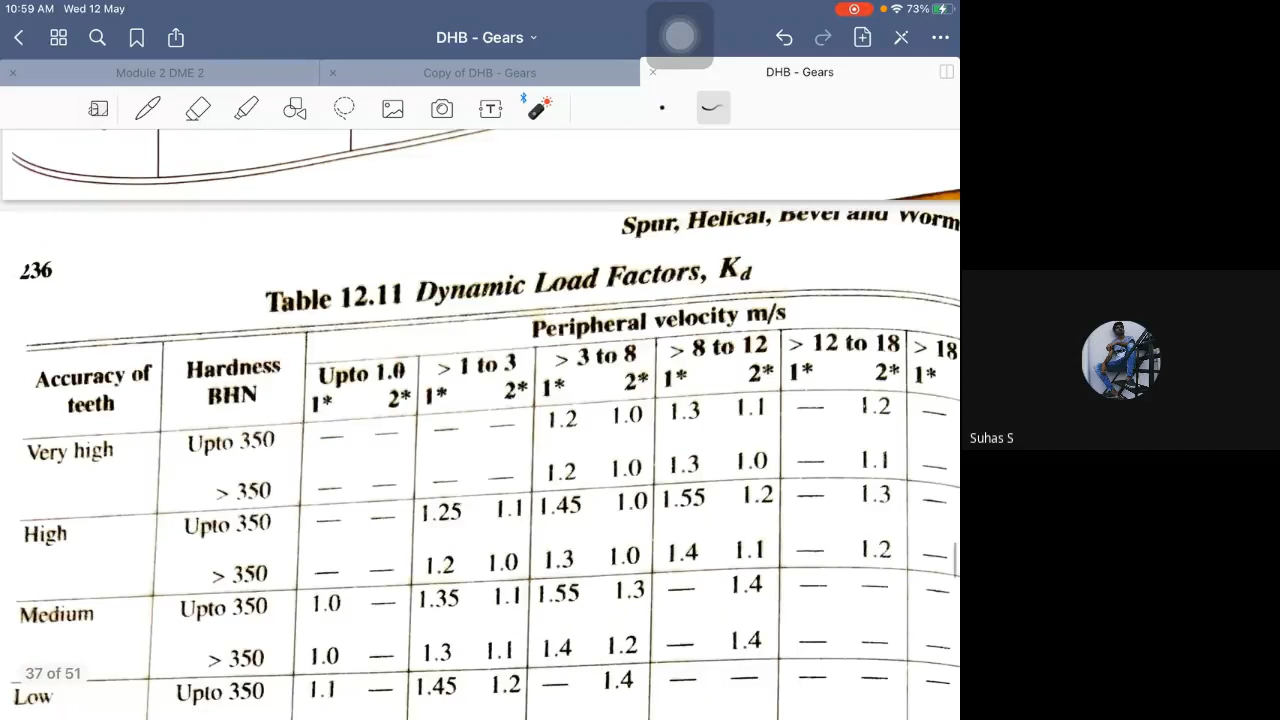 10:59 AM Wed 12 May
73%
DHB - Gears
Module 2 DME 2
Copy of DHB - Gears
DHB - Gears
Spur, Helical, Bevel and Worm
236
Table 12.11 Dynamic Load Factors, Kd
Peripheral velocity m/s
Accuracy of teeth Hardness BHN Upto 1.0 > 1 to 3 > 3 to 8 > 8 to 12 > 12 to 18 > 18
1* 2* 1* 2* 1* 2* 1* 2* 1* 2* 1*
Very high Upto 350 — — — — 1.2 1.0 1.3 1.1 — 1.2 —
> 350 — — — — 1.2 1.0 1.3 1.0 — 1.1 —
High Upto 350 — — 1.25 1.1 1.45 1.0 1.55 1.2 — 1.3 —
> 350 — — 1.2 1.0 1.3 1.0 1.4 1.1 — 1.2 —
Medium Upto 350 1.0 — 1.35 1.1 1.55 1.3 — 1.4 — — —
> 350 1.0 — 1.3 1.1 1.4 1.2 — 1.4 — — —
37 of 51
Low Upto 350 1.1 — 1.45 1.2 — 1.4 — — — — —
Suhas S